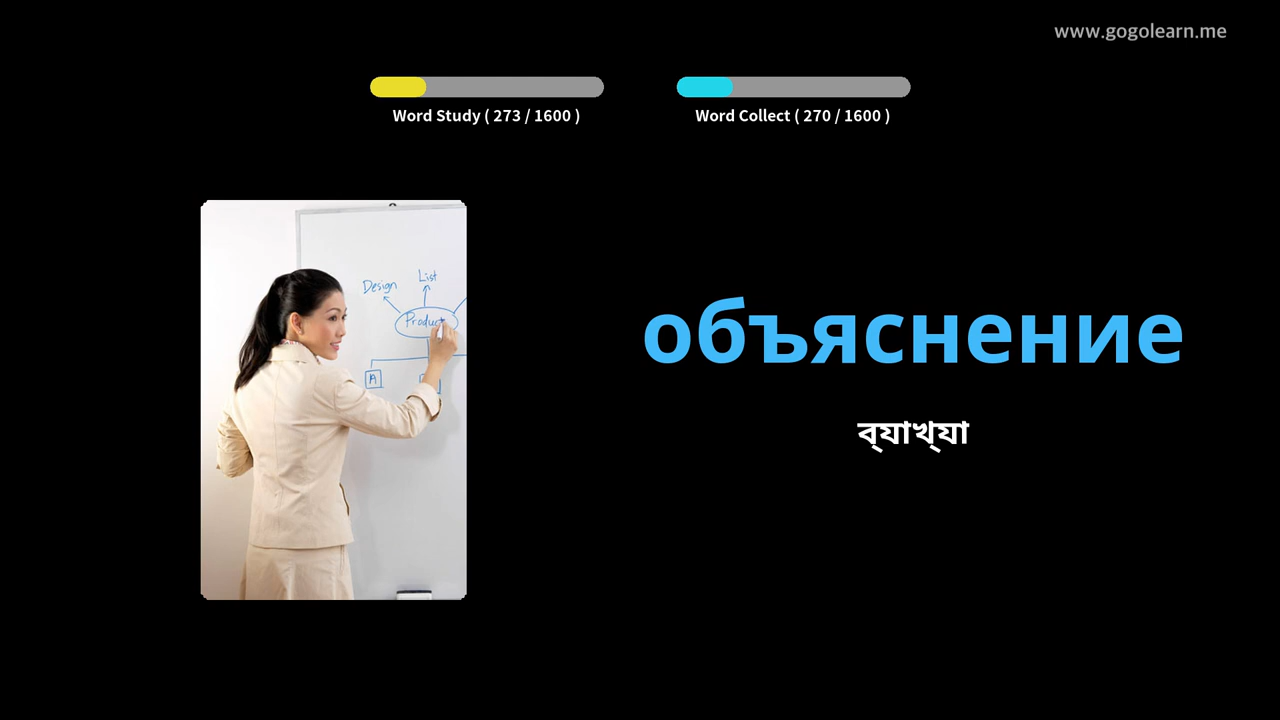 www.gogolearn.me
Word Study ( 273 / 1600 )
Word Collect ( 270 / 1600 )
Design
List
Product
A
объяснение
ব্যাখ্যা